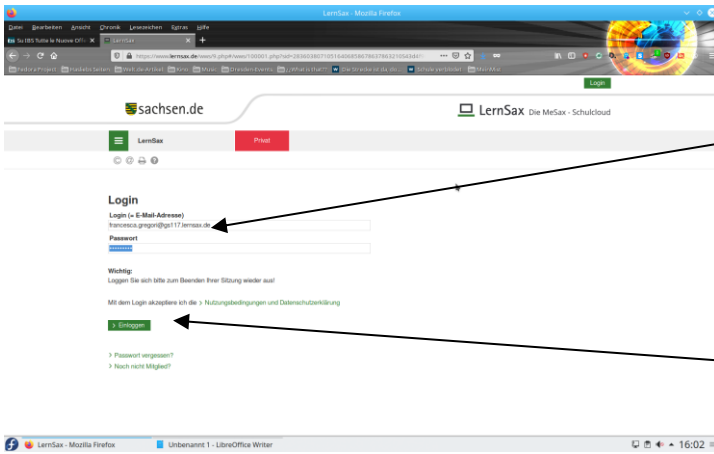 LernSax - Mozilla Firefox
Datei Bearbeiten Ansicht Chronik Lesezeichen Extras Hilfe
LernSax
Login
sachsen.de
LernSax Die MeSax - Schulcloud
LernSax Privat
Login
Login (= E-Mail-Adresse)
francesca.gregori@gs117.lernsax.de
Passwort
Wichtig:
Loggen Sie sich bitte zum Beenden Ihrer Sitzung wieder aus!
Mit dem Login akzeptiere ich die > Nutzungsbedingungen und Datenschutzerklärung
> Einloggen
> Passwort vergessen?
> Noch nicht Mitglied?
LernSax - Mozilla Firefox Unbenannt 1 - LibreOffice Writer 16:02